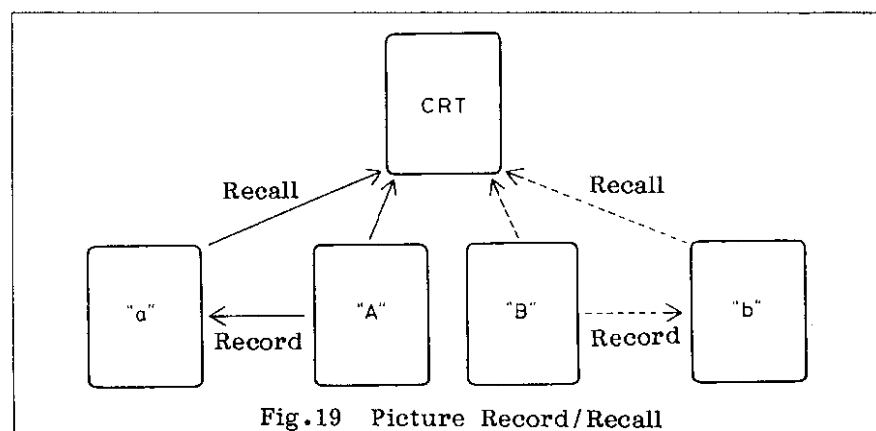 CRT
Recall
Recall
"a"
"A"
"B"
"b"
Record
Record
Fig.19 Picture Record/Recall